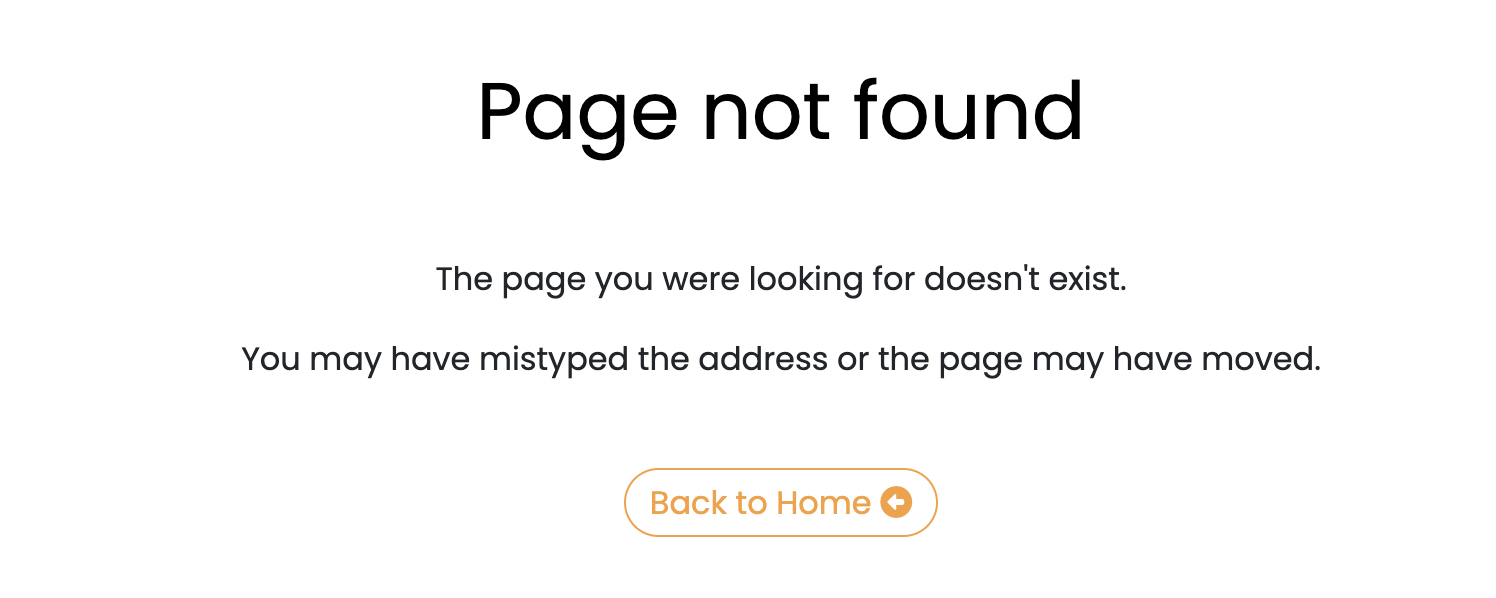 Page not found
The page you were looking for doesn't exist.
You may have mistyped the address or the page may have moved.
Back to Home